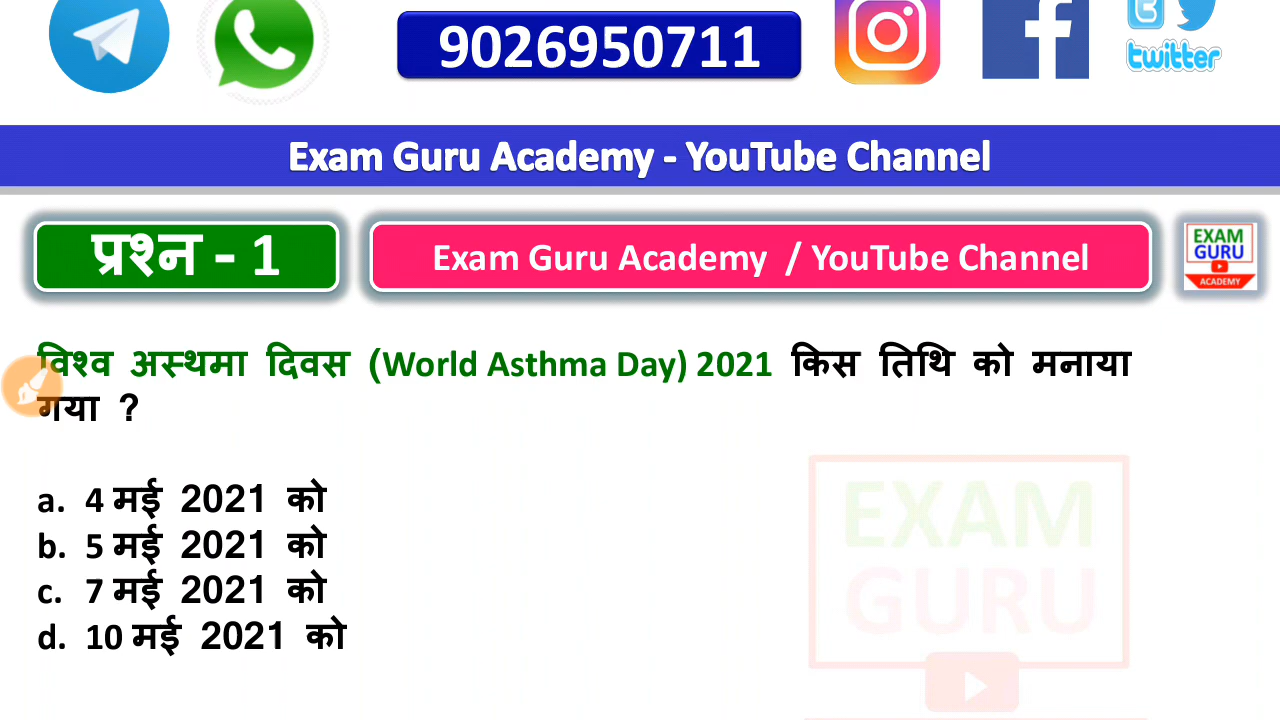 9026950711
twitter
Exam Guru Academy - YouTube Channel
प्रश्न - 1
Exam Guru Academy / YouTube Channel
EXAM
GURU
ACADEMY
विश्व अस्थमा दिवस (World Asthma Day) 2021 किस तिथि को मनाया
गया ?
a. 4 मई 2021 को
b. 5 मई 2021 को
c. 7 मई 2021 को
d. 10 मई 2021 को
EXAM
GURU